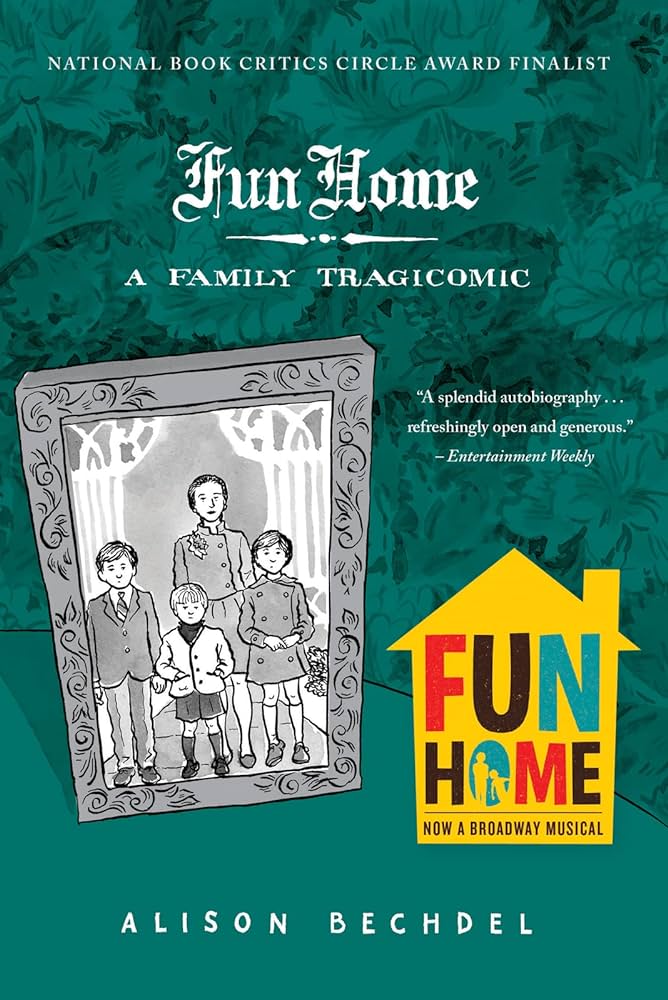 NATIONAL BOOK CRITICS CIRCLE AWARD FINALIST
Fun Home
A FAMILY TRAGICOMIC
“A splendid autobiography . . .
refreshingly open and generous.”
– Entertainment Weekly
FUN
HOME
NOW A BROADWAY MUSICAL
ALISON BECHDEL